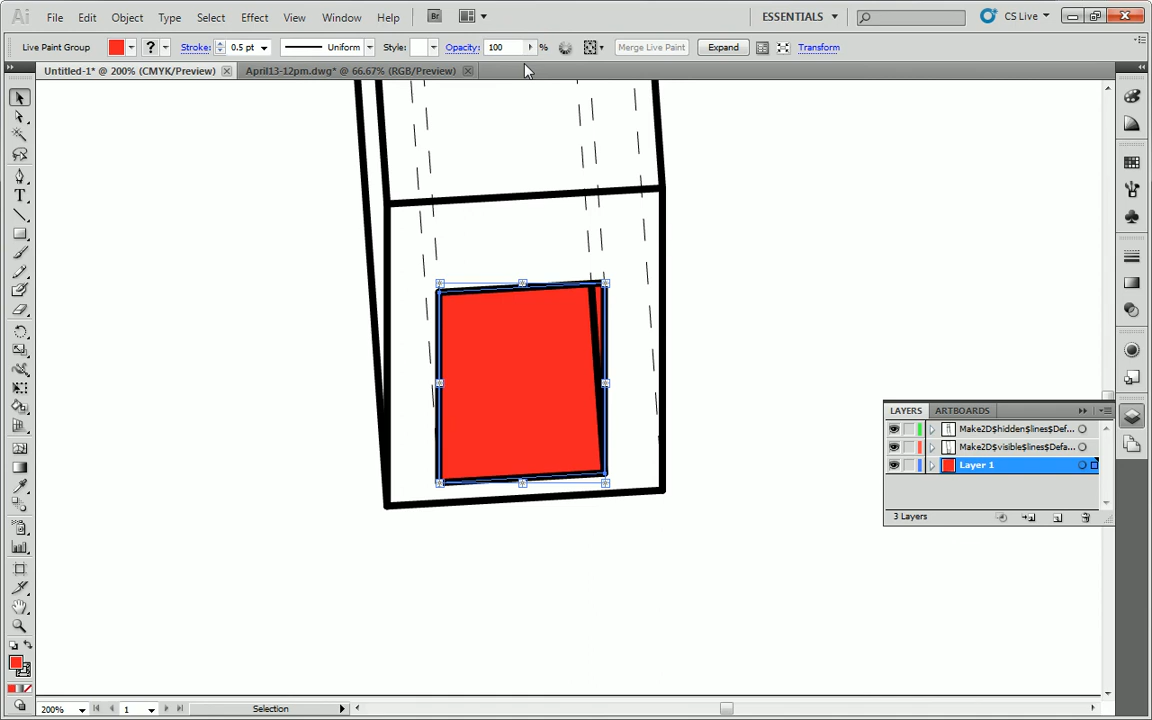 Ai File Edit Object Type Select Effect View Window Help Br ESSENTIALS CS Live
Live Paint Group ? Stroke: 0.5 pt Uniform Style: Opacity: 100 % Merge Live Paint Expand Transform
Untitled-1* @ 200% (CMYK/Preview) April13-12pm.dwg* @ 66.67% (RGB/Preview)
LAYERS ARTBOARDS
Make2D$hidden$lines$Def...
Make2D$visible$lines$Defa...
Layer 1
3 Layers
200% 1 Selection